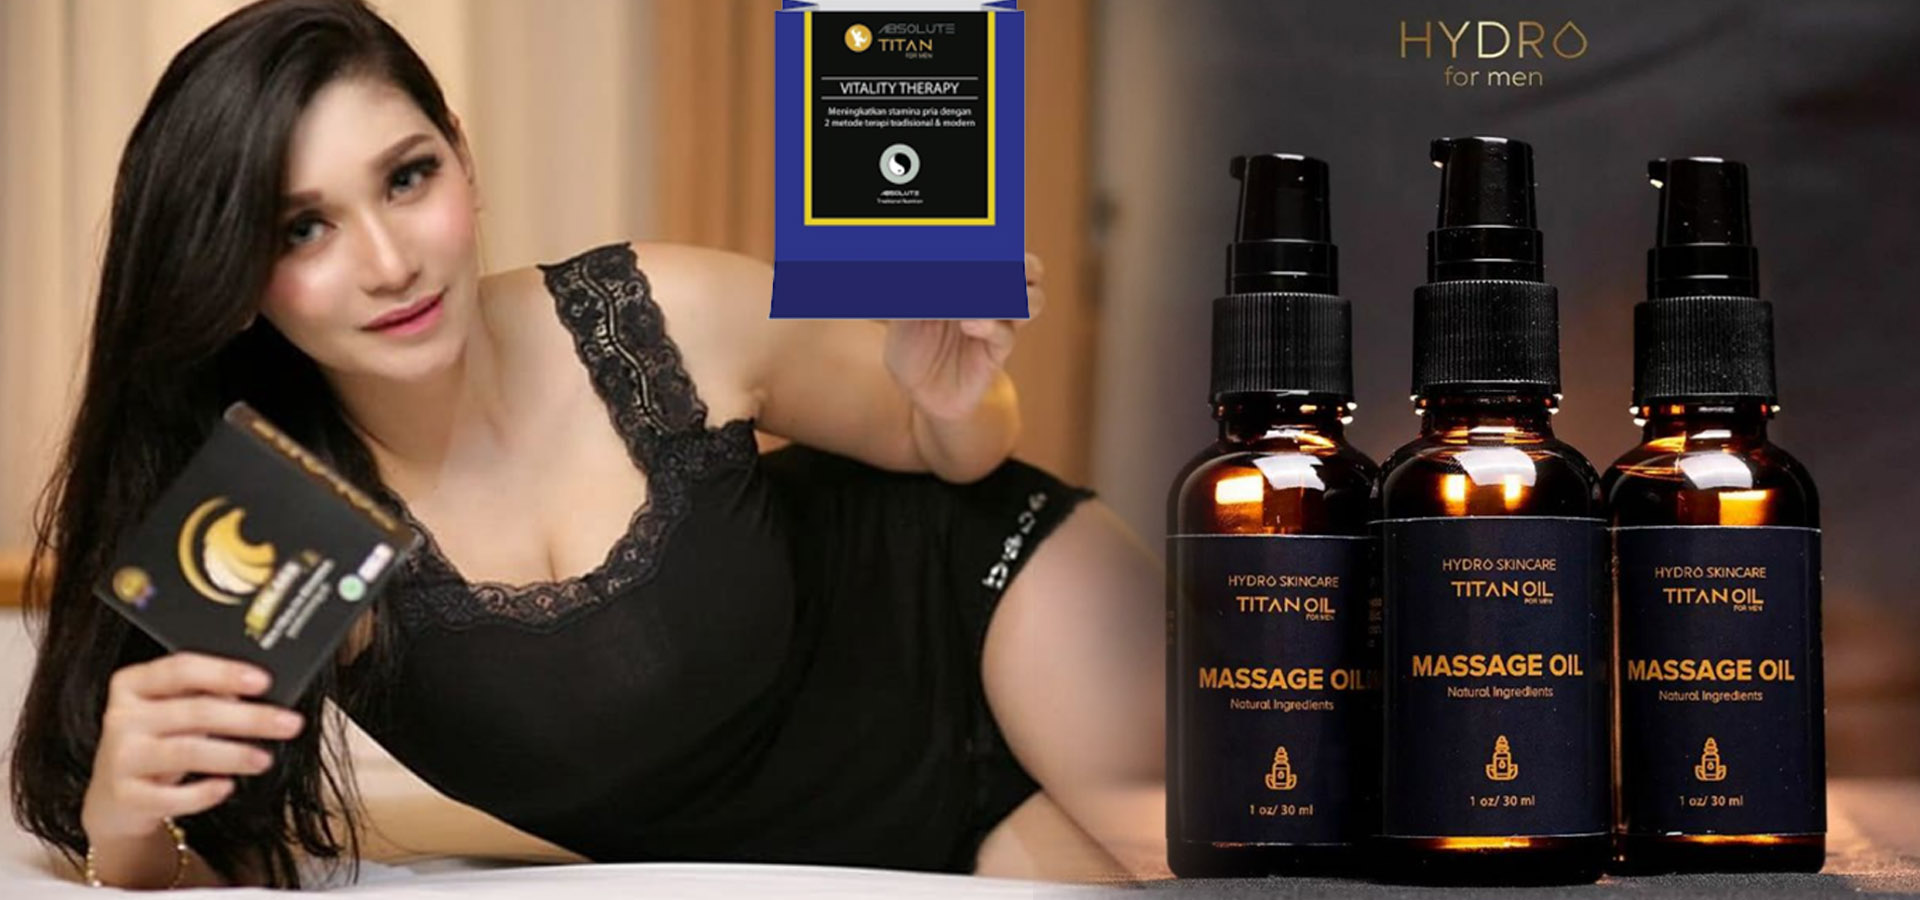 ABSOLUTE
TITAN
FOR MEN
VITALITY THERAPY
Meningkatkan stamina pria dengan
2 metode terapi tradisional & modern
ABSOLUTE
Traditional Nutrition
HYDRO
for men
HYDRO SKINCARE
TITAN OIL
FOR MEN
MASSAGE OIL
Natural Ingredients
1 oz/ 30 ml
HYDRO SKINCARE
TITAN OIL
FOR MEN
MASSAGE OIL
Natural Ingredients
1 oz/ 30 ml
HYDRO SKINCARE
TITAN OIL
FOR MEN
MASSAGE OIL
Natural Ingredients
1 oz/ 30 ml